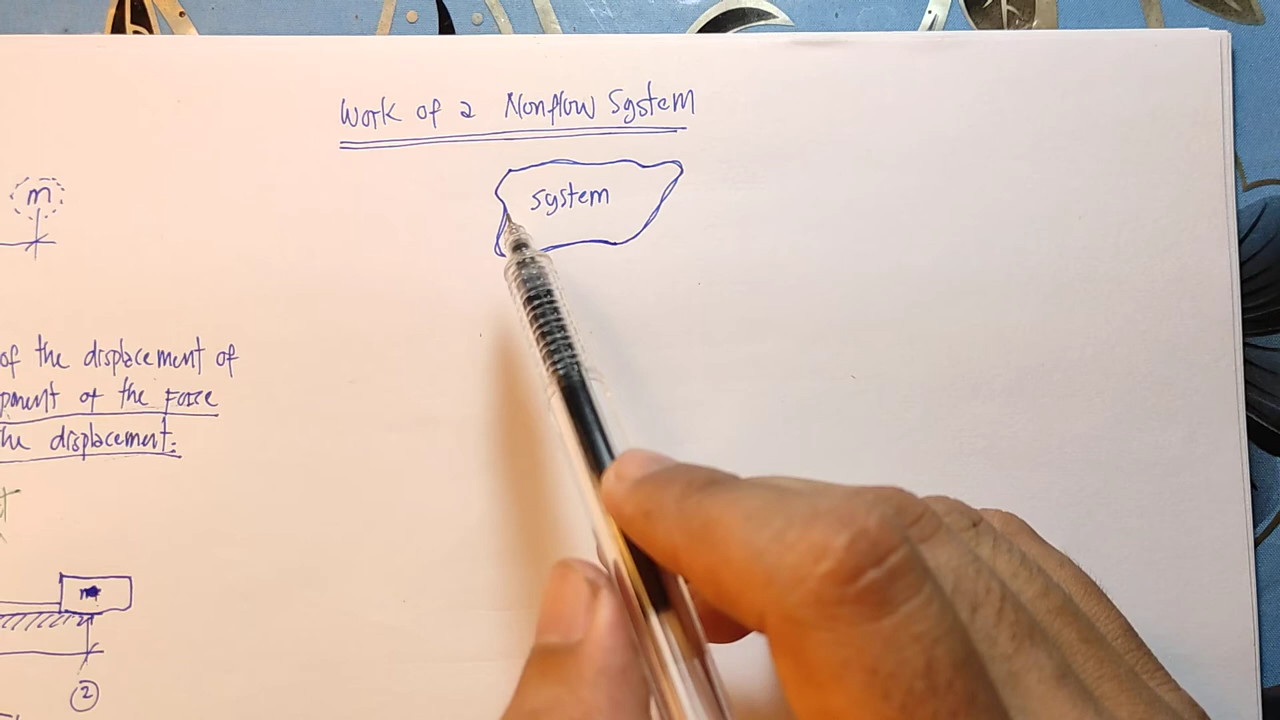 Work of a Nonflow System
system
m
of the displacement of
ponent of the Force
the displacement.
m
2